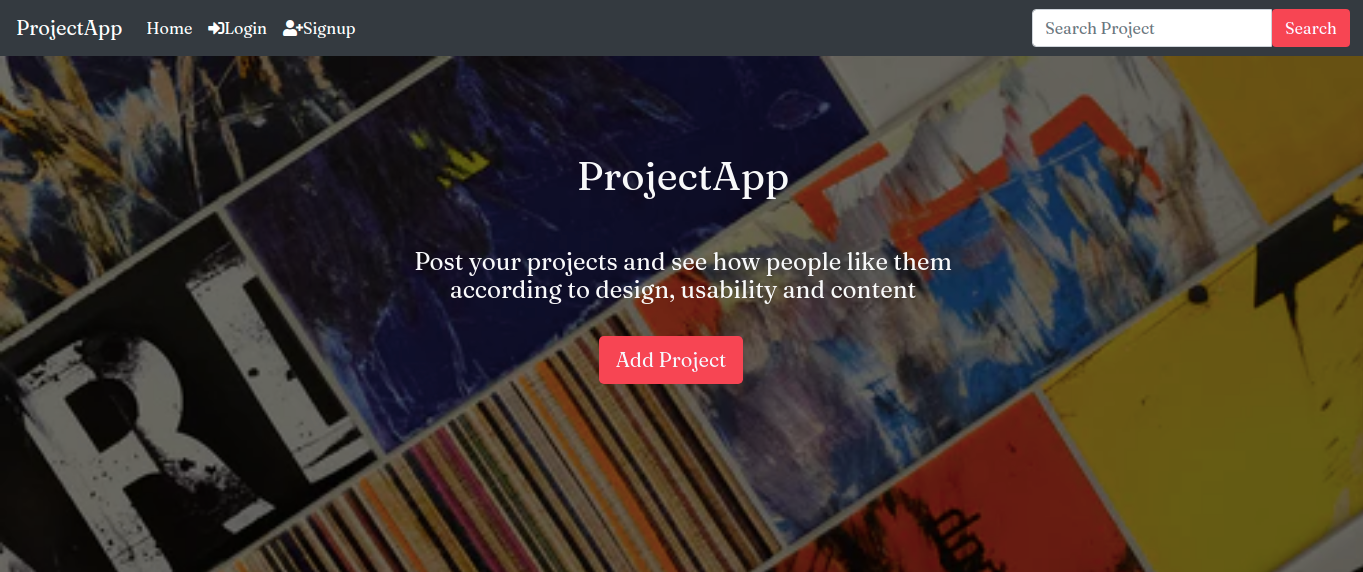 ProjectApp Home Login Signup Search Project Search
ProjectApp
Post your projects and see how people like them
according to design, usability and content
Add Project